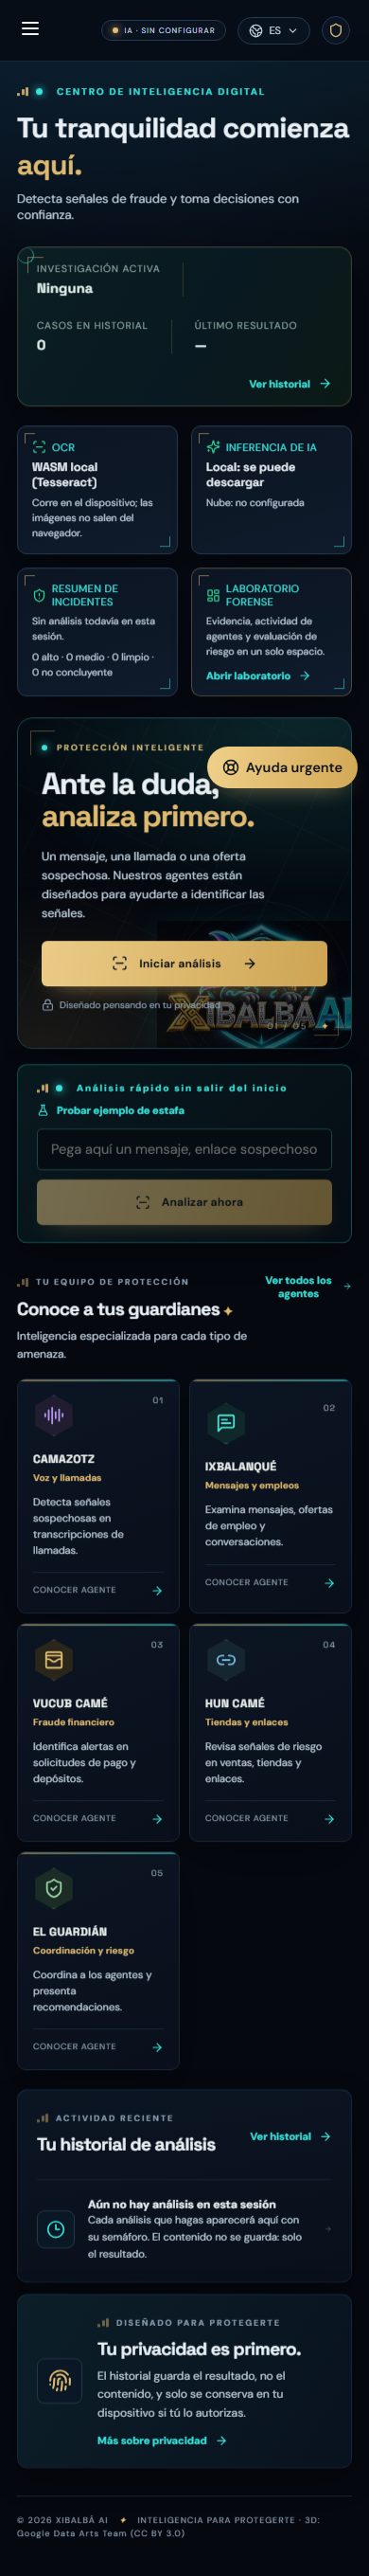 IA · SIN CONFIGURAR
ES
CENTRO DE INTELIGENCIA DIGITAL
Tu tranquilidad comienza
aquí.
Detecta señales de fraude y toma decisiones con
confianza.
INVESTIGACIÓN ACTIVA
Ninguna
CASOS EN HISTORIAL
0
ÚLTIMO RESULTADO
—
Ver historial
OCR
WASM local
(Tesseract)
Corre en el dispositivo; las
imágenes no salen del
navegador.
INFERENCIA DE IA
Local: se puede
descargar
Nube: no configurada
RESUMEN DE
INCIDENTES
Sin análisis todavía en esta
sesión.
0 alto · 0 medio · 0 limpio ·
0 no concluyente
LABORATORIO
FORENSE
Evidencia, actividad de
agentes y evaluación de
riesgo en un solo espacio.
Abrir laboratorio
PROTECCIÓN INTELIGENTE
Ayuda urgente
Ante la duda,
analiza primero.
Un mensaje, una llamada o una oferta
sospechosa. Nuestros agentes están
diseñados para ayudarte a identificar las
señales.
Iniciar análisis
Diseñado pensando en tu privacidad
XIBALBÁ AI
01 / 05
Análisis rápido sin salir del inicio
Probar ejemplo de estafa
Pega aquí un mensaje, enlace sospechoso
Analizar ahora
TU EQUIPO DE PROTECCIÓN
Conoce a tus guardianes
Inteligencia especializada para cada tipo de
amenaza.
Ver todos los
agentes
01
CAMAZOTZ
Voz y llamadas
Detecta señales
sospechosas en
transcripciones de
llamadas.
CONOCER AGENTE
02
IXBALANQUÉ
Mensajes y empleos
Examina mensajes, ofertas
de empleo y
conversaciones.
CONOCER AGENTE
03
VUCUB CAMÉ
Fraude financiero
Identifica alertas en
solicitudes de pago y
depósitos.
CONOCER AGENTE
04
HUN CAMÉ
Tiendas y enlaces
Revisa señales de riesgo
en ventas, tiendas y
enlaces.
CONOCER AGENTE
05
EL GUARDIÁN
Coordinación y riesgo
Coordina a los agentes y
presenta
recomendaciones.
CONOCER AGENTE
ACTIVIDAD RECIENTE
Tu historial de análisis
Ver historial
Aún no hay análisis en esta sesión
Cada análisis que hagas aparecerá aquí con
su semáforo. El contenido no se guarda: solo
el resultado.
DISEÑADO PARA PROTEGERTE
Tu privacidad es primero.
El historial guarda el resultado, no el
contenido, y solo se conserva en tu
dispositivo si tú lo autorizas.
Más sobre privacidad
© 2026 XIBALBÁ AI ✦ INTELIGENCIA PARA PROTEGERTE · 3D:
Google Data Arts Team (CC BY 3.0)